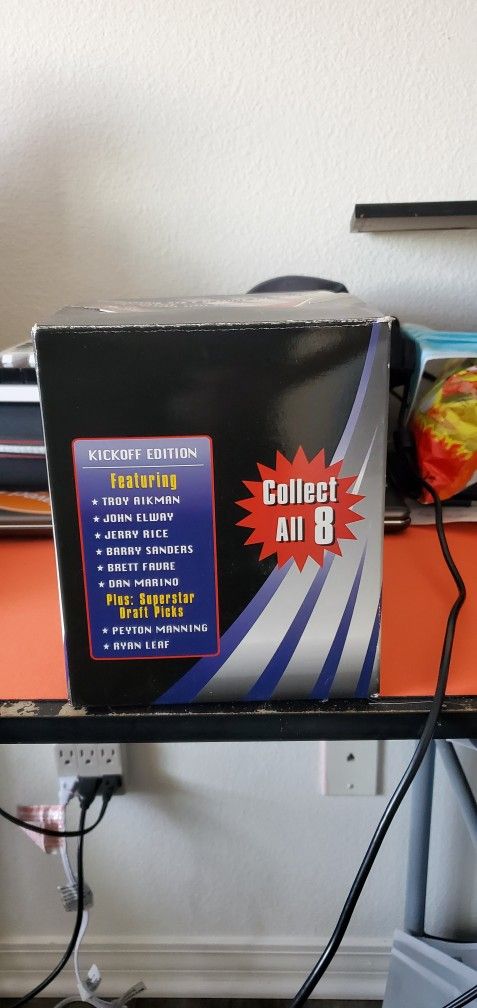 KICKOFF EDITION
Featuring
★ TROY AIKMAN
★ JOHN ELWAY
★ JERRY RICE
★ BARRY SANDERS
★ BRETT FAVRE
★ DAN MARINO
Plus: Superstar
Draft Picks
★ PEYTON MANNING
★ RYAN LEAF
Collect
All 8